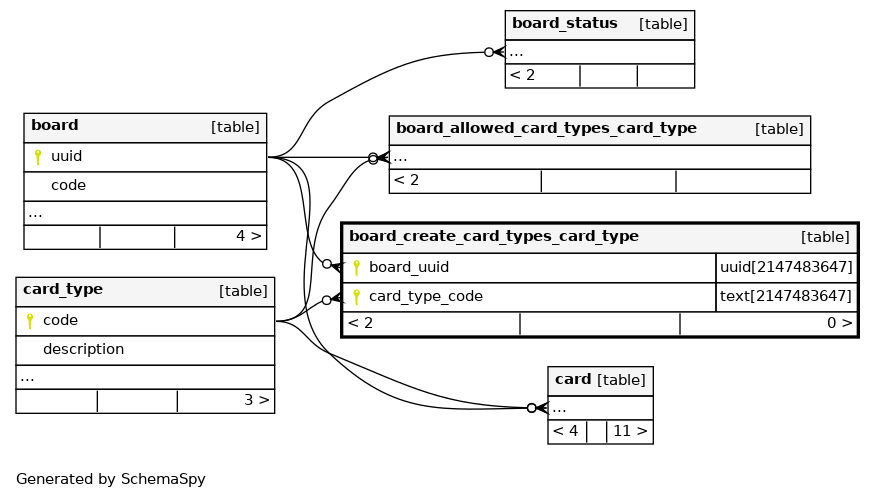 board_status [table]
...
< 2
board [table]
uuid
code
...
4 >
board_allowed_card_types_card_type [table]
...
< 2
board_create_card_types_card_type [table]
board_uuid uuid[2147483647]
card_type_code text[2147483647]
< 2 0 >
card_type [table]
code
description
...
3 >
card [table]
...
< 4 11 >
Generated by SchemaSpy